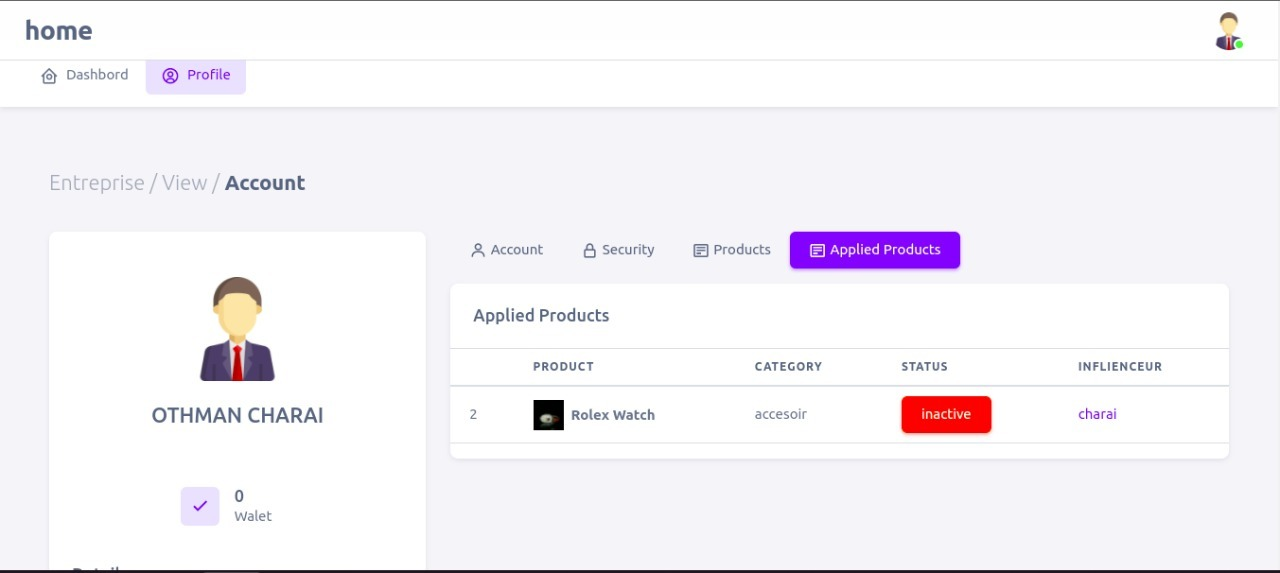 home
Dashbord Profile
Entreprise / View / Account
Account Security Products Applied Products
OTHMAN CHARAI
0
Walet
Applied Products
PRODUCT CATEGORY STATUS INFLIENCEUR
2 Rolex Watch accesoir inactive charai